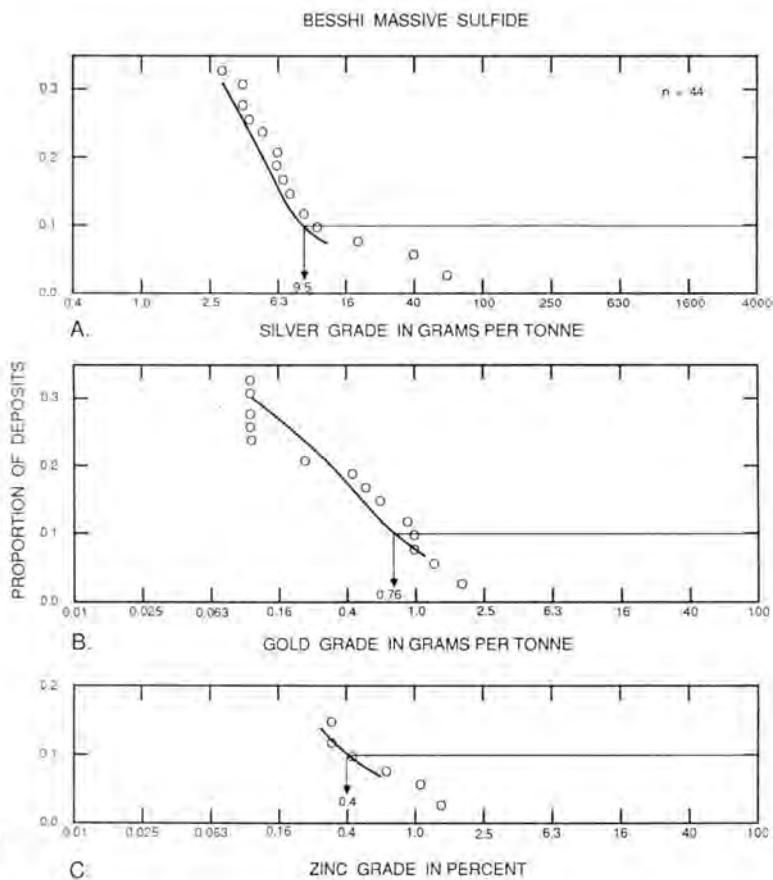 BESSHI MASSIVE SULFIDE
0.3
0.2
0.1
0.0
n = 44
9.5
0.4 1.0 2.5 6.3 16 40 100 250 630 1600 4000
A. SILVER GRADE IN GRAMS PER TONNE
PROPORTION OF DEPOSITS
0.3
0.2
0.1
0.0
0.76
0.01 0.025 0.063 0.16 0.4 1.0 2.5 6.3 16 40 100
B. GOLD GRADE IN GRAMS PER TONNE
0.2
0.1
0.0
0.4
0.01 0.025 0.063 0.16 0.4 1.0 2.5 6.3 16 40 100
C. ZINC GRADE IN PERCENT